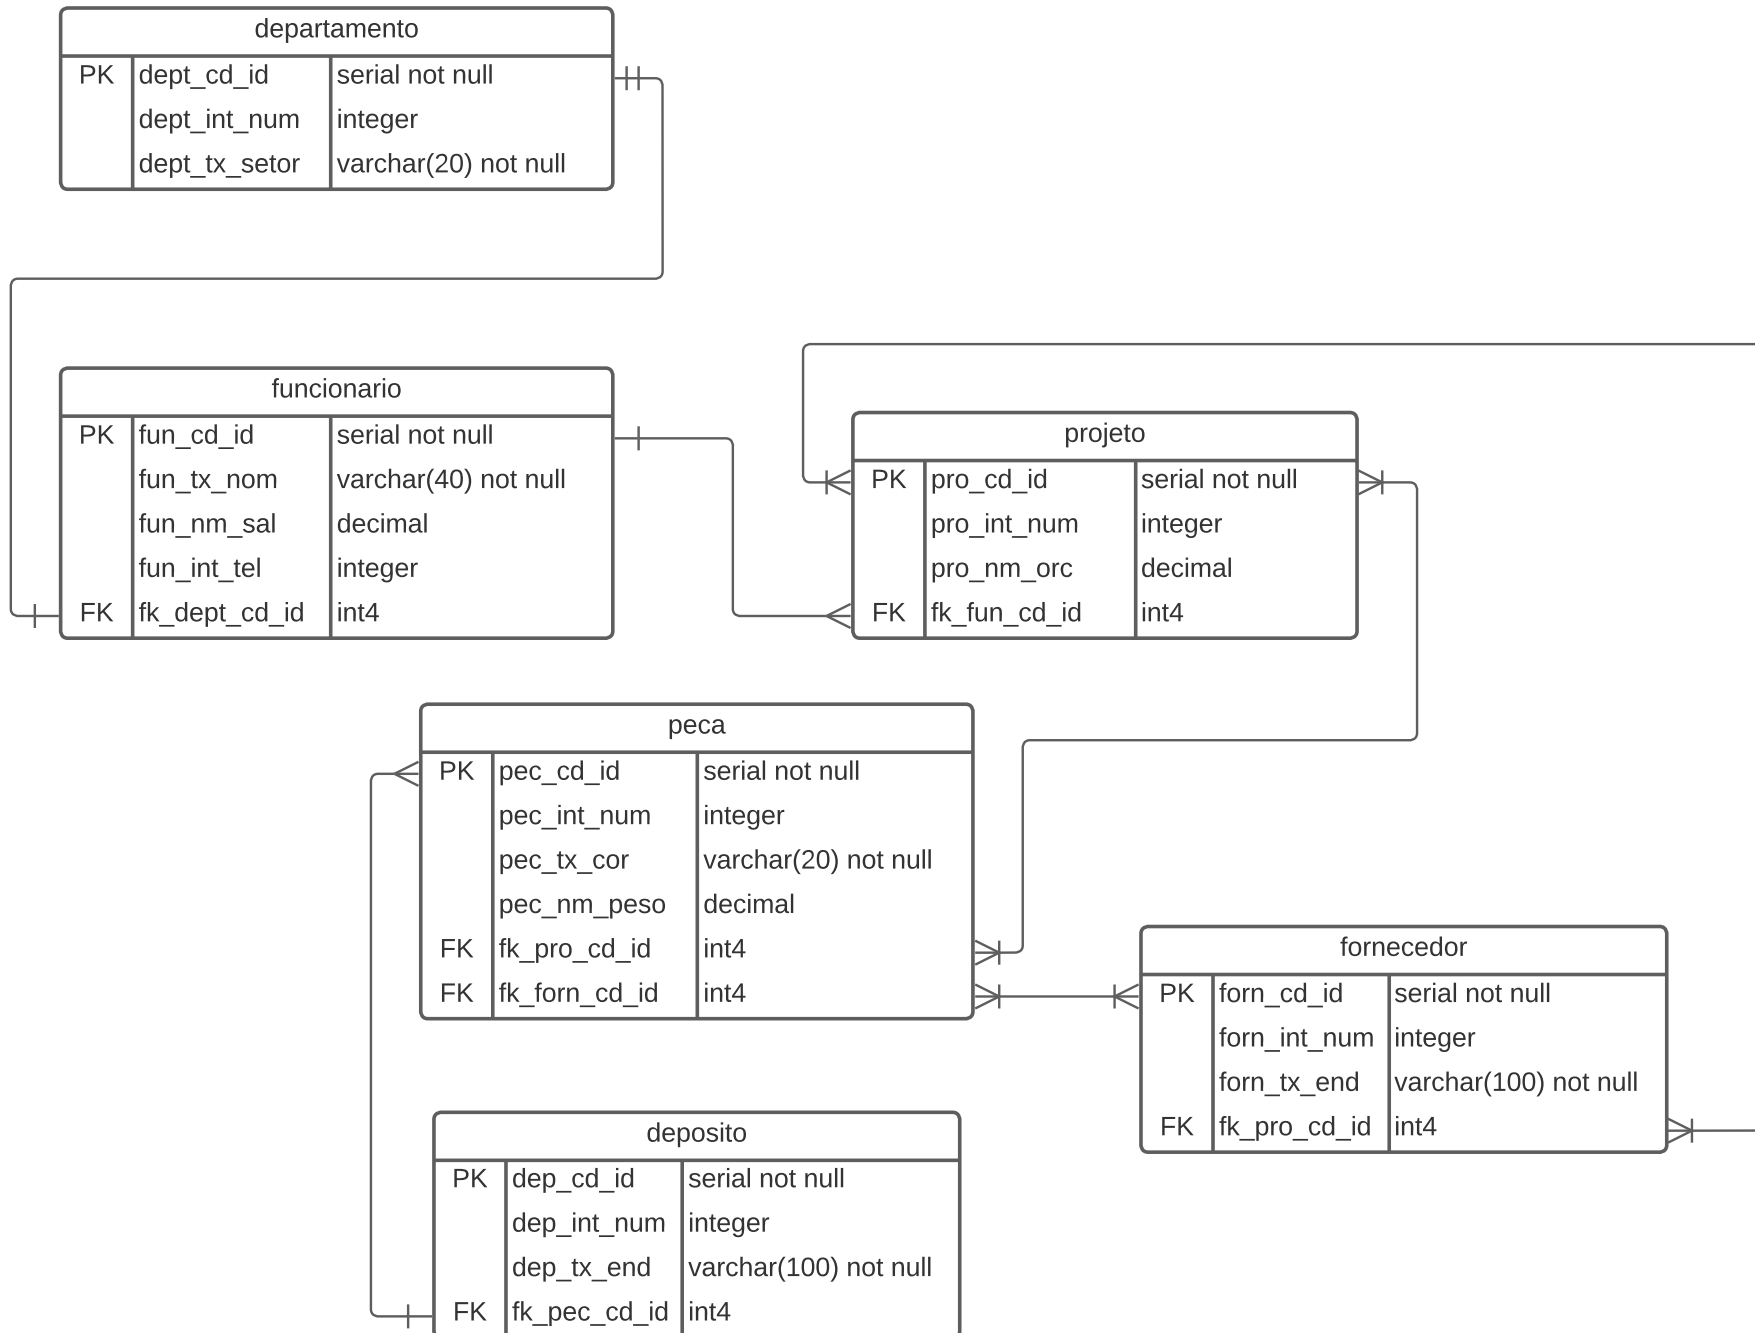 departamento
PK dept_cd_id serial not null
dept_int_num integer
dept_tx_setor varchar(20) not null
funcionario
PK fun_cd_id serial not null
fun_tx_nom varchar(40) not null
fun_nm_sal decimal
fun_int_tel integer
FK fk_dept_cd_id int4
projeto
PK pro_cd_id serial not null
pro_int_num integer
pro_nm_orc decimal
FK fk_fun_cd_id int4
peca
PK pec_cd_id serial not null
pec_int_num integer
pec_tx_cor varchar(20) not null
pec_nm_peso decimal
FK fk_pro_cd_id int4
FK fk_forn_cd_id int4
fornecedor
PK forn_cd_id serial not null
forn_int_num integer
forn_tx_end varchar(100) not null
FK fk_pro_cd_id int4
deposito
PK dep_cd_id serial not null
dep_int_num integer
dep_tx_end varchar(100) not null
FK fk_pec_cd_id int4